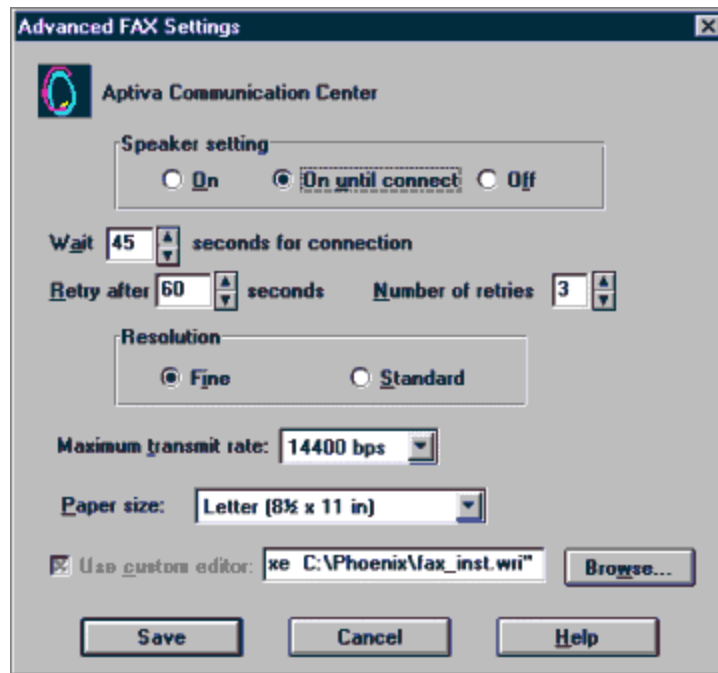 Advanced FAX Settings
Aptiva Communication Center
Speaker setting
On On until connect Off
Wait 45 seconds for connection
Retry after 60 seconds Number of retries 3
Resolution
Fine Standard
Maximum transmit rate: 14400 bps
Paper size: Letter (8½ x 11 in)
Use custom editor: xe C:\Phoenix\fax_inst.wri" Browse...
Save Cancel Help